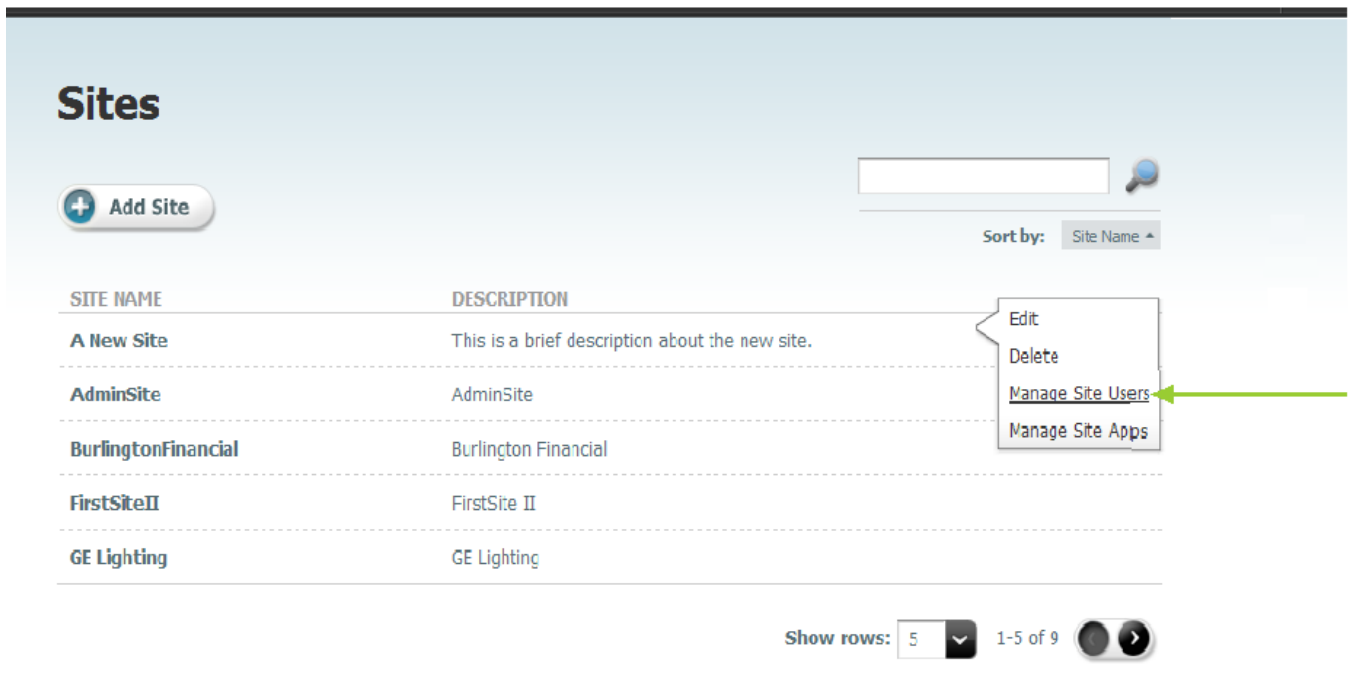 Sites
Add Site
Sort by: Site Name
SITE NAME DESCRIPTION
Edit
A New Site This is a brief description about the new site.
Delete
AdminSite AdminSite Manage Site Users
Manage Site Apps
BurlingtonFinancial Burlington Financial
FirstSiteII FirstSite II
GE Lighting GE Lighting
Show rows: 5 1-5 of 9